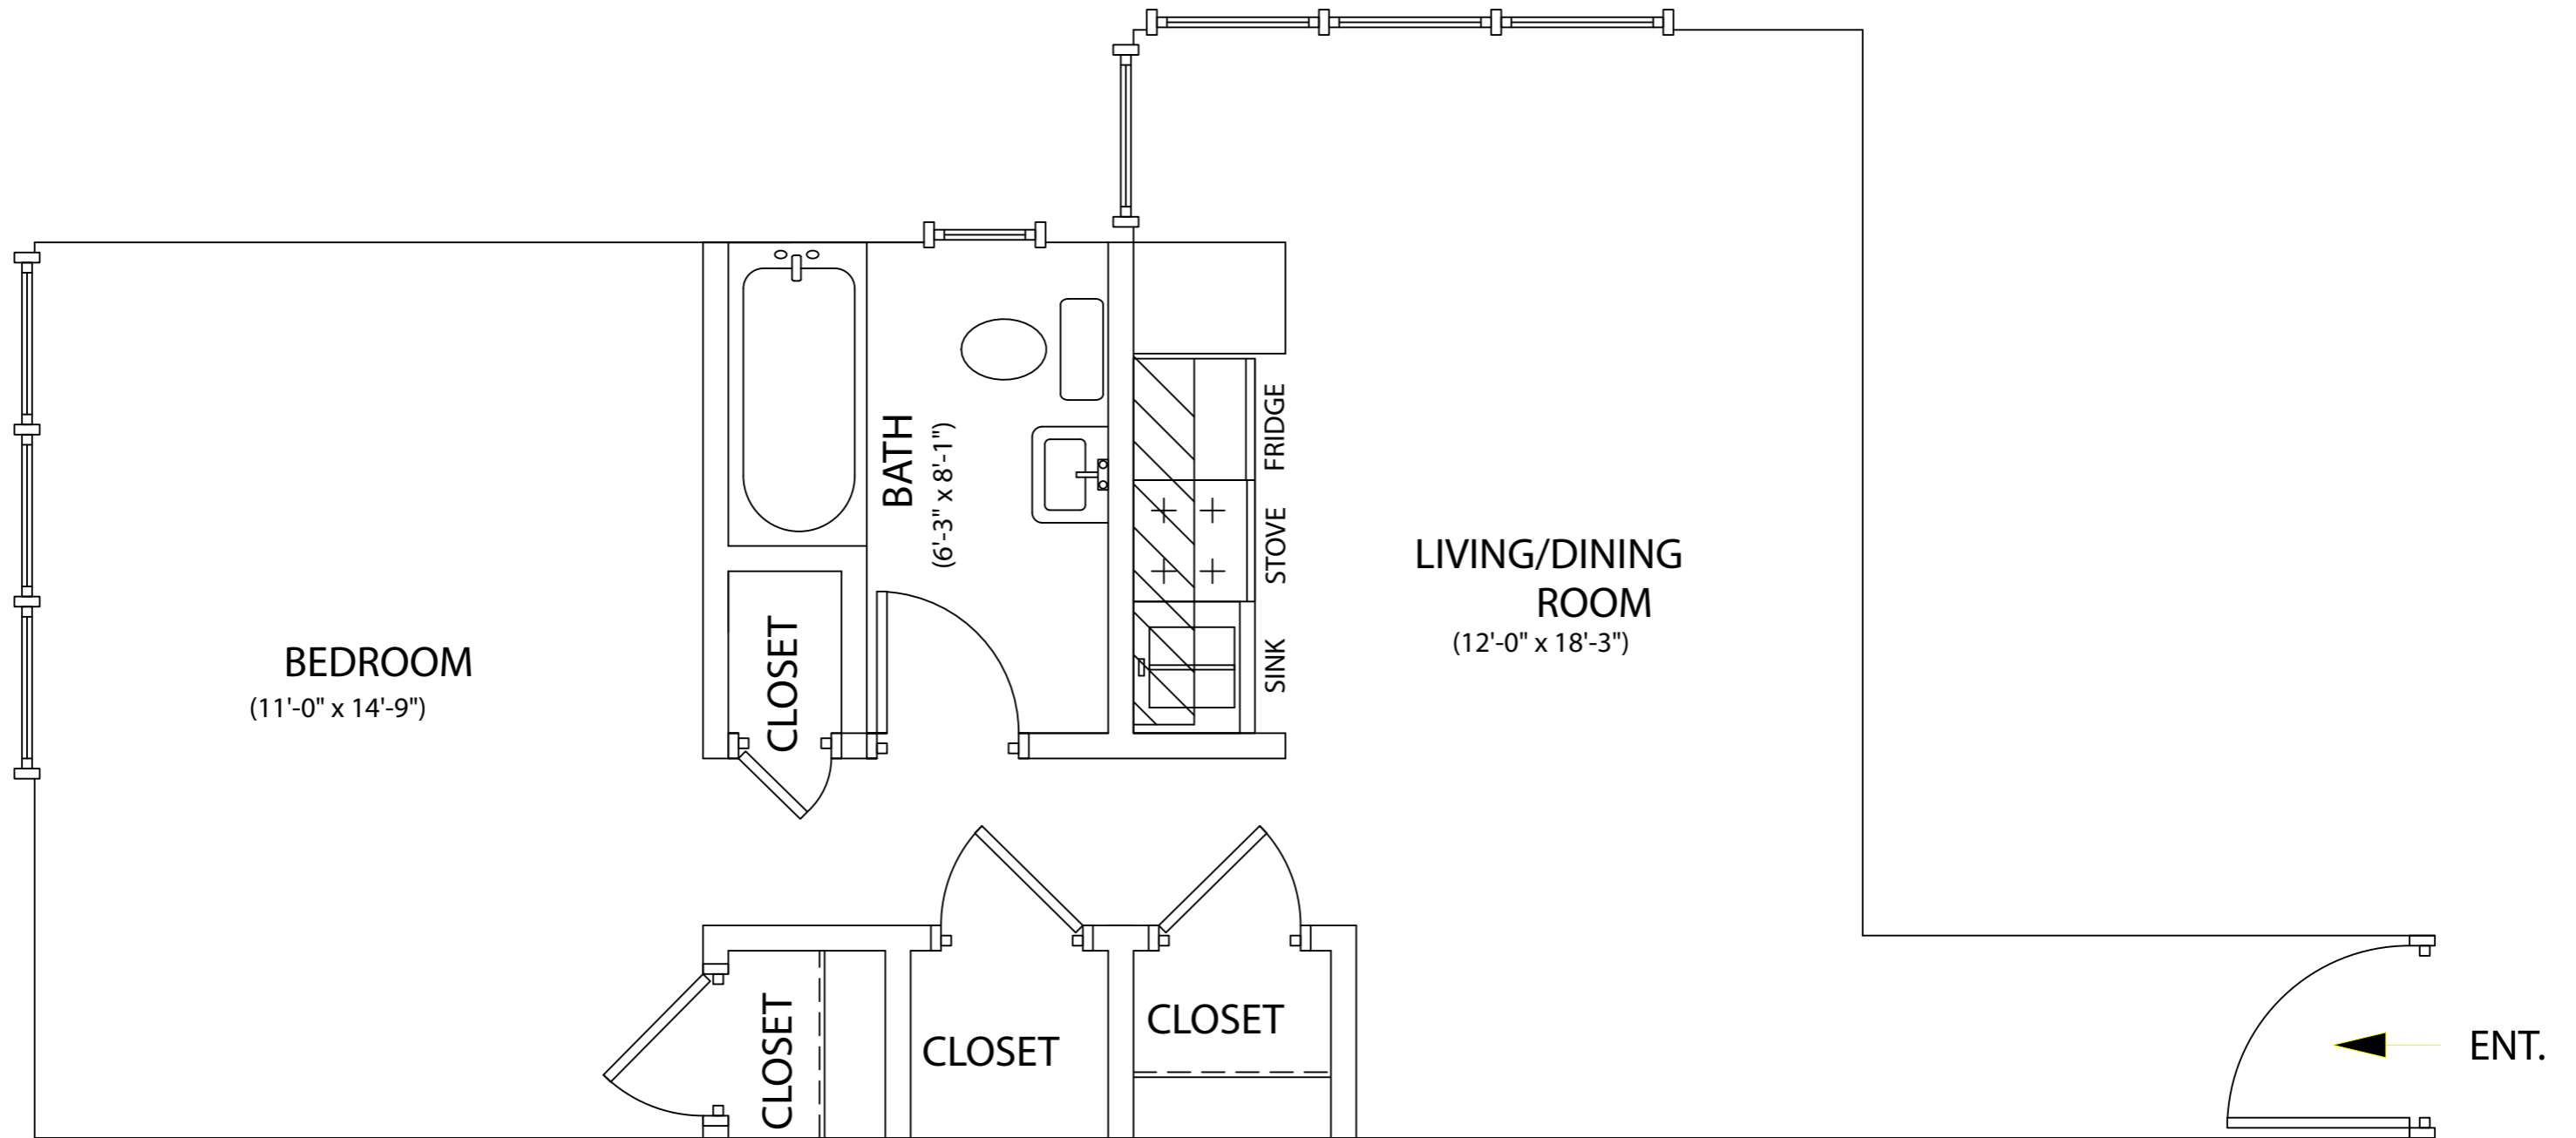 BEDROOM
(11'-0" x 14'-9")
BATH
(6'-3" x 8'-1")
CLOSET
FRIDGE
STOVE
SINK
LIVING/DINING
ROOM
(12'-0" x 18'-3")
CLOSET
CLOSET
CLOSET
ENT.